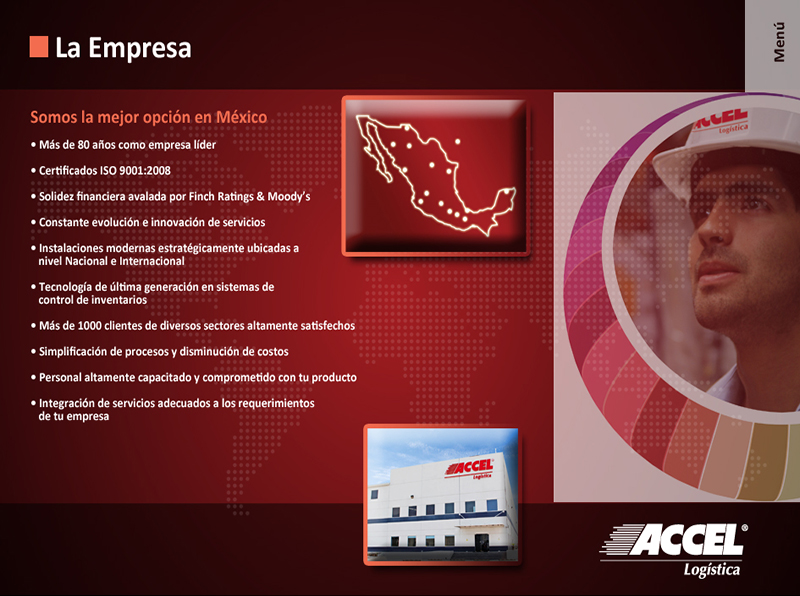 La Empresa
Menú
Somos la mejor opción en México
• Más de 80 años como empresa líder
• Certificados ISO 9001:2008
• Solidez financiera avalada por Finch Ratings & Moody's
• Constante evolución e innovación de servicios
• Instalaciones modernas estratégicamente ubicadas a
nivel Nacional e Internacional
• Tecnología de última generación en sistemas de
control de inventarios
• Más de 1000 clientes de diversos sectores altamente satisfechos
• Simplificación de procesos y disminución de costos
• Personal altamente capacitado y comprometido con tu producto
• Integración de servicios adecuados a los requerimientos
de tu empresa
ACCEL
Logística
ACCEL
Logística
ACCEL®
Logística